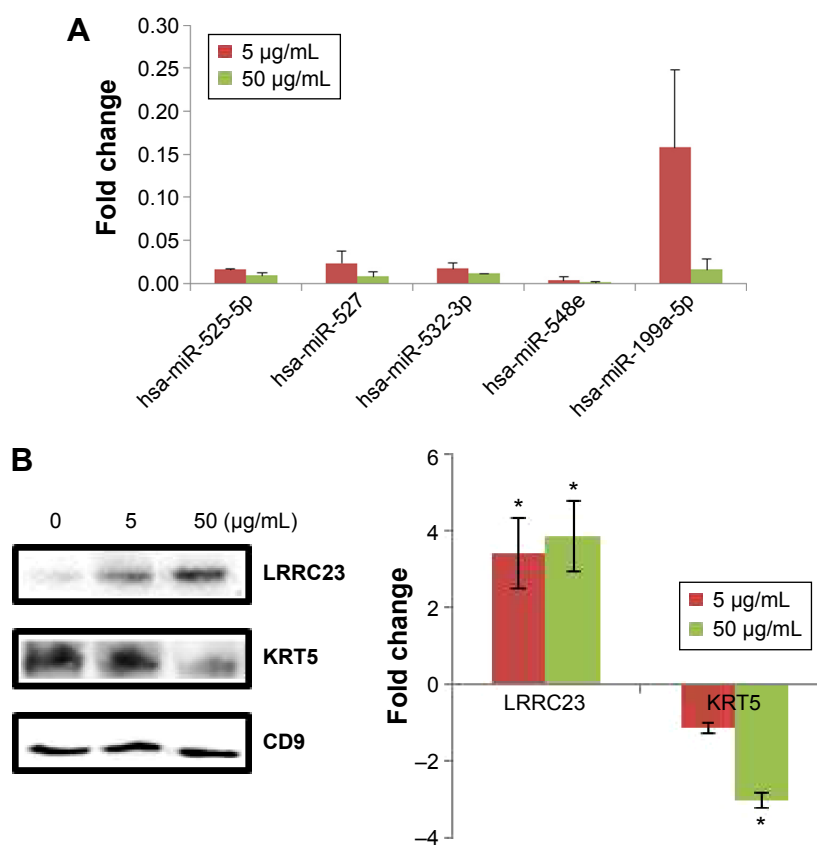 A
0.30
0.25
0.20
0.15
0.10
0.05
0.00
Fold change
5 µg/mL
50 µg/mL
hsa-miR-525-5p
hsa-miR-527
hsa-miR-532-3p
hsa-miR-548e
hsa-miR-199a-5p
B
0 5 50 (µg/mL)
LRRC23
KRT5
CD9
6
4
2
0
–2
–4
Fold change
* *
5 µg/mL
50 µg/mL
LRRC23 KRT5
*